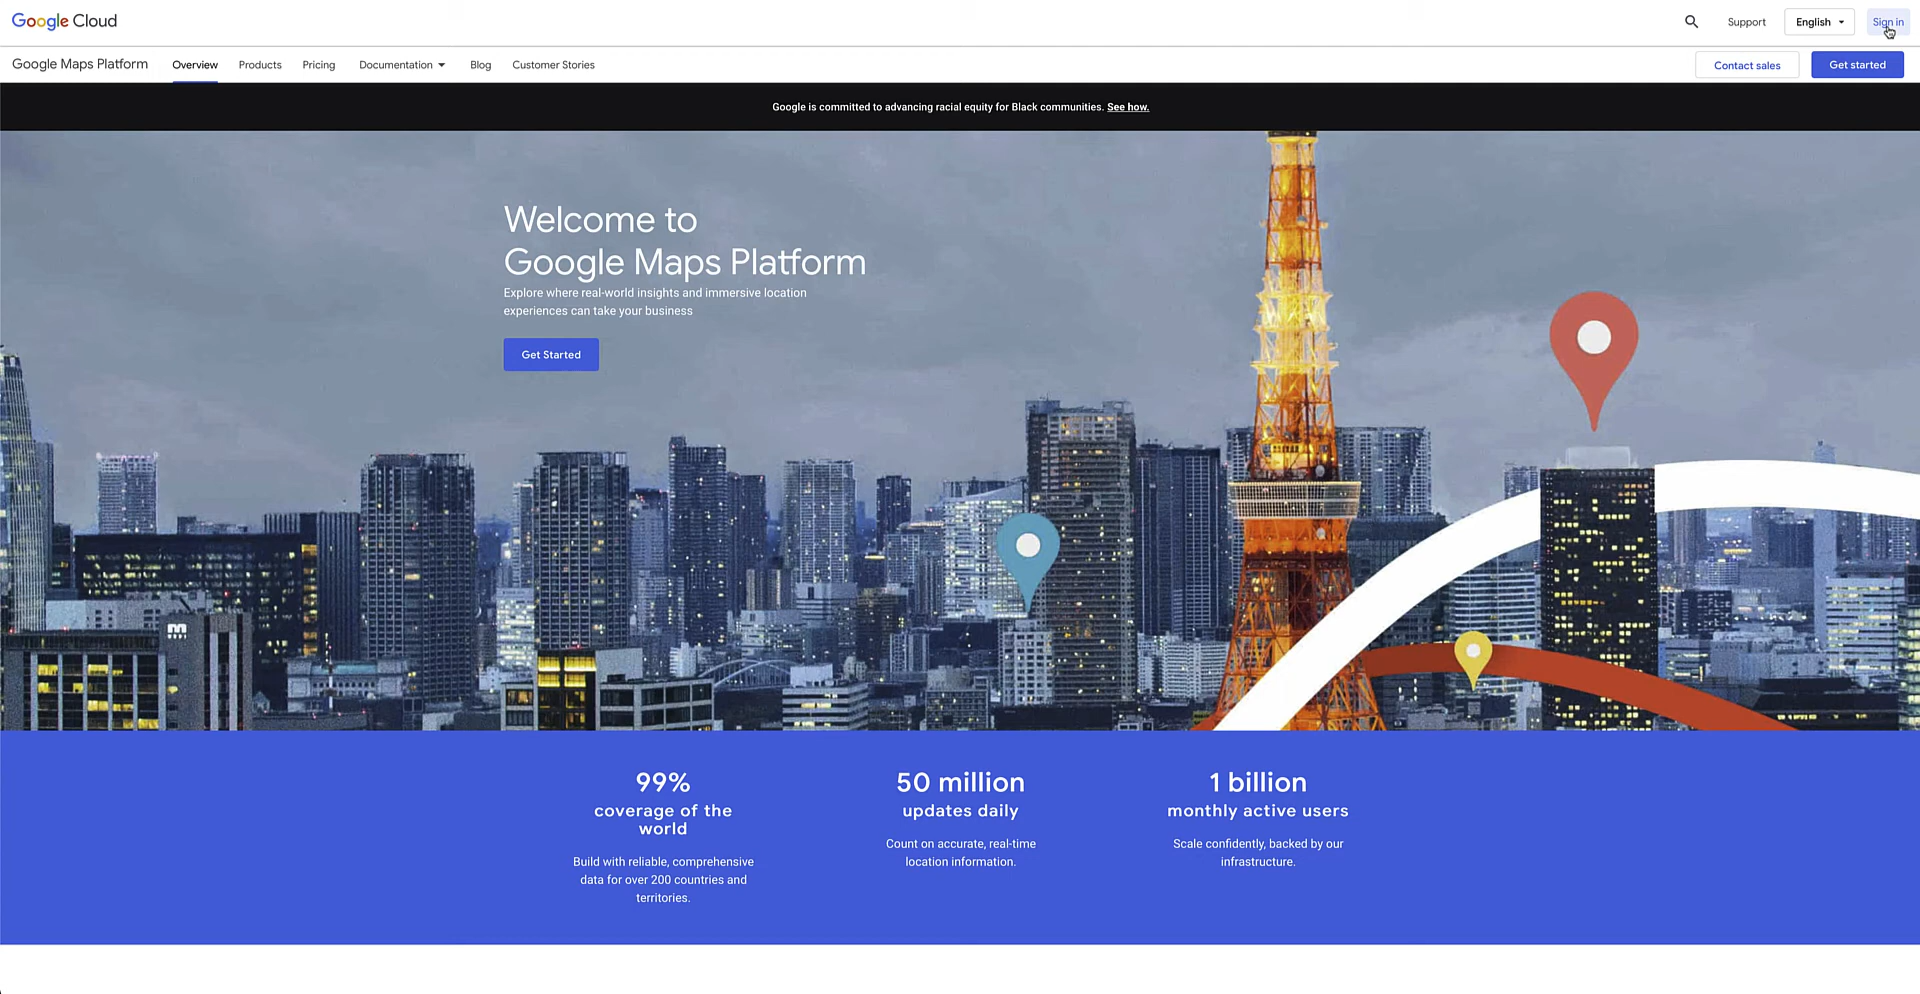 Google Cloud
Support
English
Sign in
Google Maps Platform
Overview
Products
Pricing
Documentation
Blog
Customer Stories
Contact sales
Get started
Google is committed to advancing racial equity for Black communities. See how.
Welcome to
Google Maps Platform
Explore where real-world insights and immersive location
experiences can take your business
Get Started
99%
coverage of the
world
Build with reliable, comprehensive
data for over 200 countries and
territories.
50 million
updates daily
Count on accurate, real-time
location information.
1 billion
monthly active users
Scale confidently, backed by our
infrastructure.